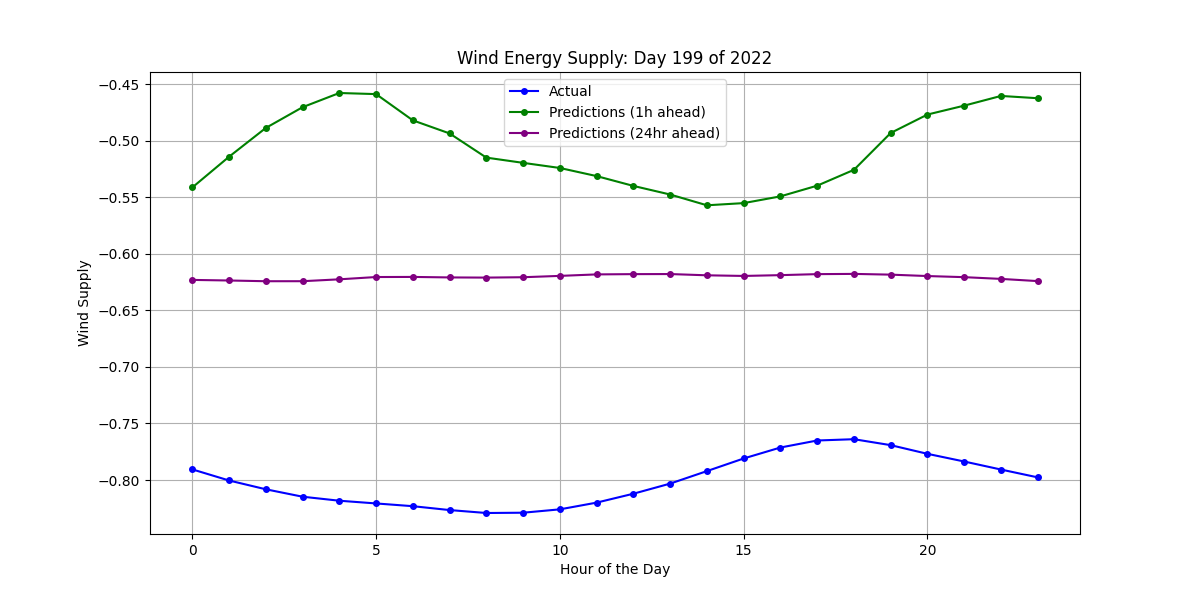 Wind Energy Supply: Day 199 of 2022
Actual
Predictions (1h ahead)
Predictions (24hr ahead)
Wind Supply
−0.45
−0.50
−0.55
−0.60
−0.65
−0.70
−0.75
−0.80
0 5 10 15 20
Hour of the Day